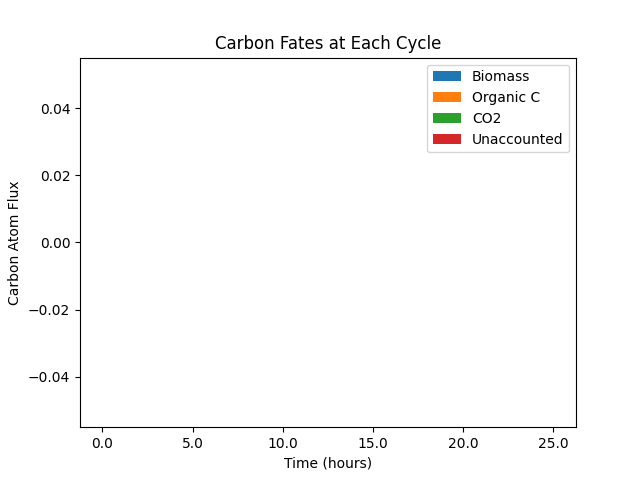 Carbon Fates at Each Cycle
Biomass
Organic C
CO2
Unaccounted
Carbon Atom Flux
0.04
0.02
0.00
−0.02
−0.04
0.0 5.0 10.0 15.0 20.0 25.0
Time (hours)